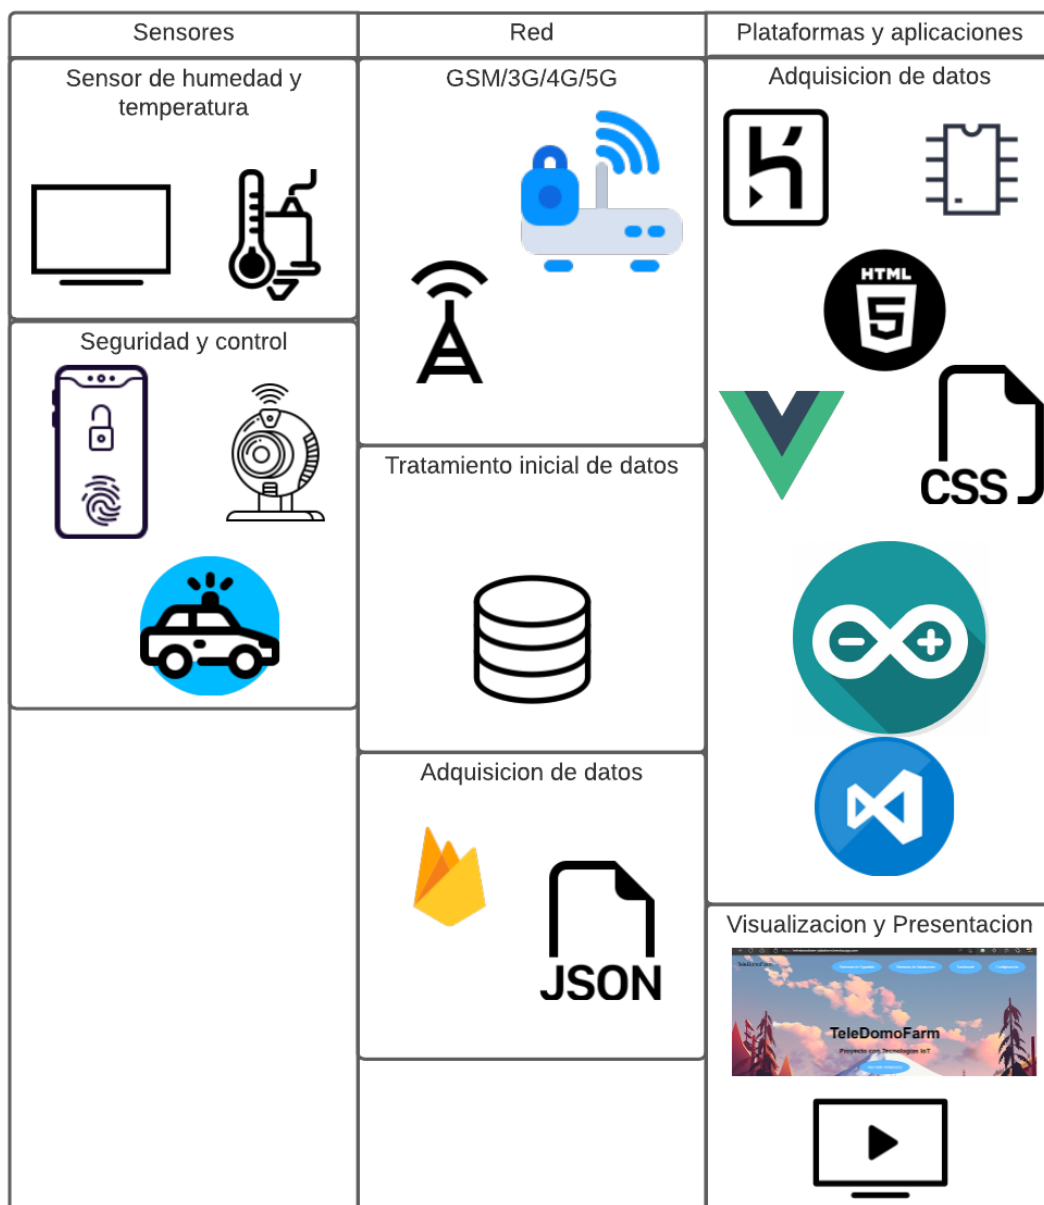 Sensores
Red
Plataformas y aplicaciones
Sensor de humedad y
temperatura
GSM/3G/4G/5G
Adquisicion de datos
HTML
5
Seguridad y control
CSS
Tratamiento inicial de datos
Adquisicion de datos
JSON
Visualizacion y Presentacion
TeleDomoFarm
TeleDomoFarm
Proyecto con Tecnologias IoT